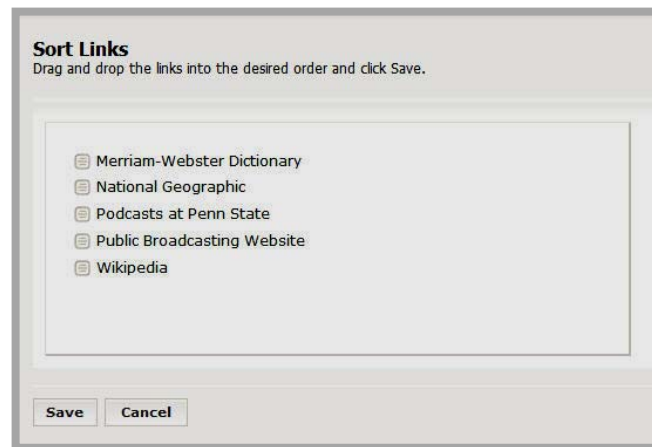 Sort Links
Drag and drop the links into the desired order and click Save.
Merriam-Webster Dictionary
National Geographic
Podcasts at Penn State
Public Broadcasting Website
Wikipedia
Save Cancel